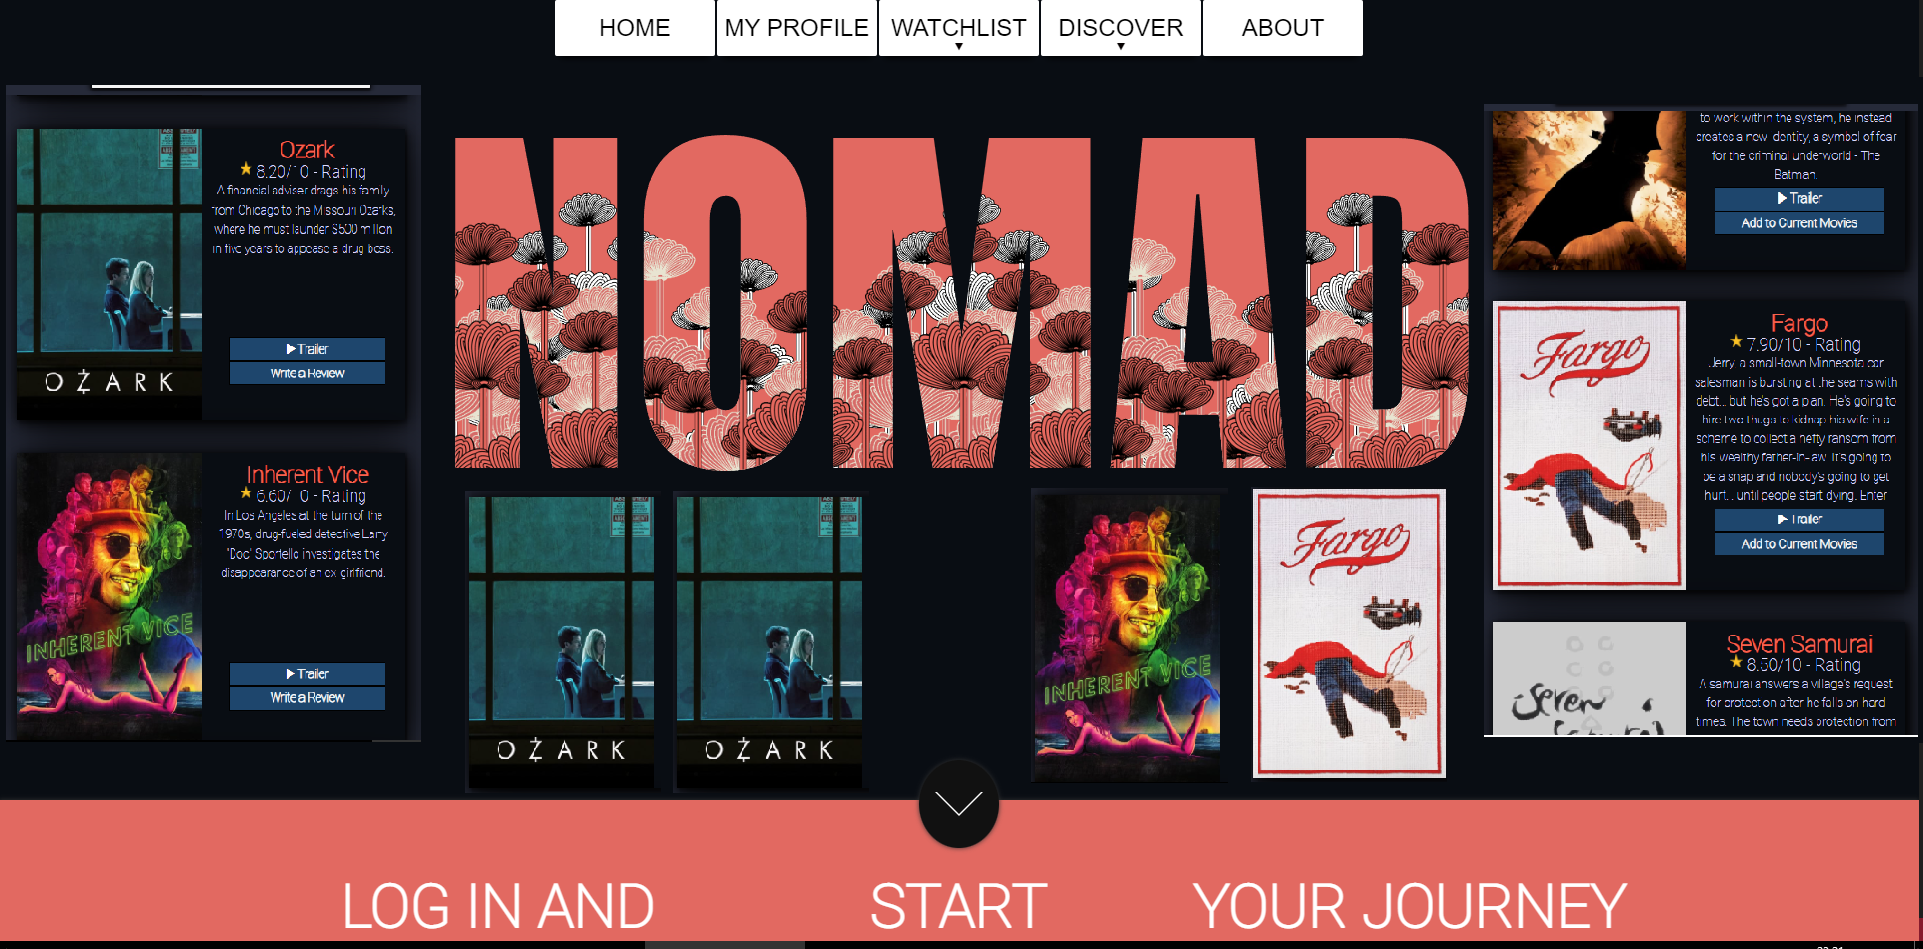 HOME
MY PROFILE
WATCHLIST
DISCOVER
ABOUT
Ozark
8.20/10 - Rating
A financial adviser drags his family
from Chicago to the Missouri Ozarks,
where he must launder $500 million
in five years to appease a drug boss.
Trailer
Write a Review
OZARK
Inherent Vice
6.60/10 - Rating
In Los Angeles at the turn of the
1970s, drug-fueled detective Larry
"Doc" Sportello investigates the
disappearance of an ex-girlfriend.
Trailer
Write a Review
INHERENT VICE
NOMAD
OZARK
OZARK
INHERENT VICE
Fargo
to work within the system, he instead
creates a new identity, a symbol of fear
for the criminal underworld - The
Batman.
Trailer
Add to Current Movies
Fargo
Fargo
7.90/10 - Rating
Jerry, a small-town Minnesota car
salesman is bursting at the seams with
debt... but he's got a plan. He's going to
hire two thugs to kidnap his wife in a
scheme to collect a hefty ransom from
his wealthy father-in-law. It's going to
be a snap and nobody's going to get
hurt... until people start dying. Enter
Trailer
Add to Current Movies
Seven Samurai
8.50/10 - Rating
A samurai answers a village's request
for protection after he falls on hard
times. The town needs protection from
Seven
Samurai
LOG IN AND START YOUR JOURNEY